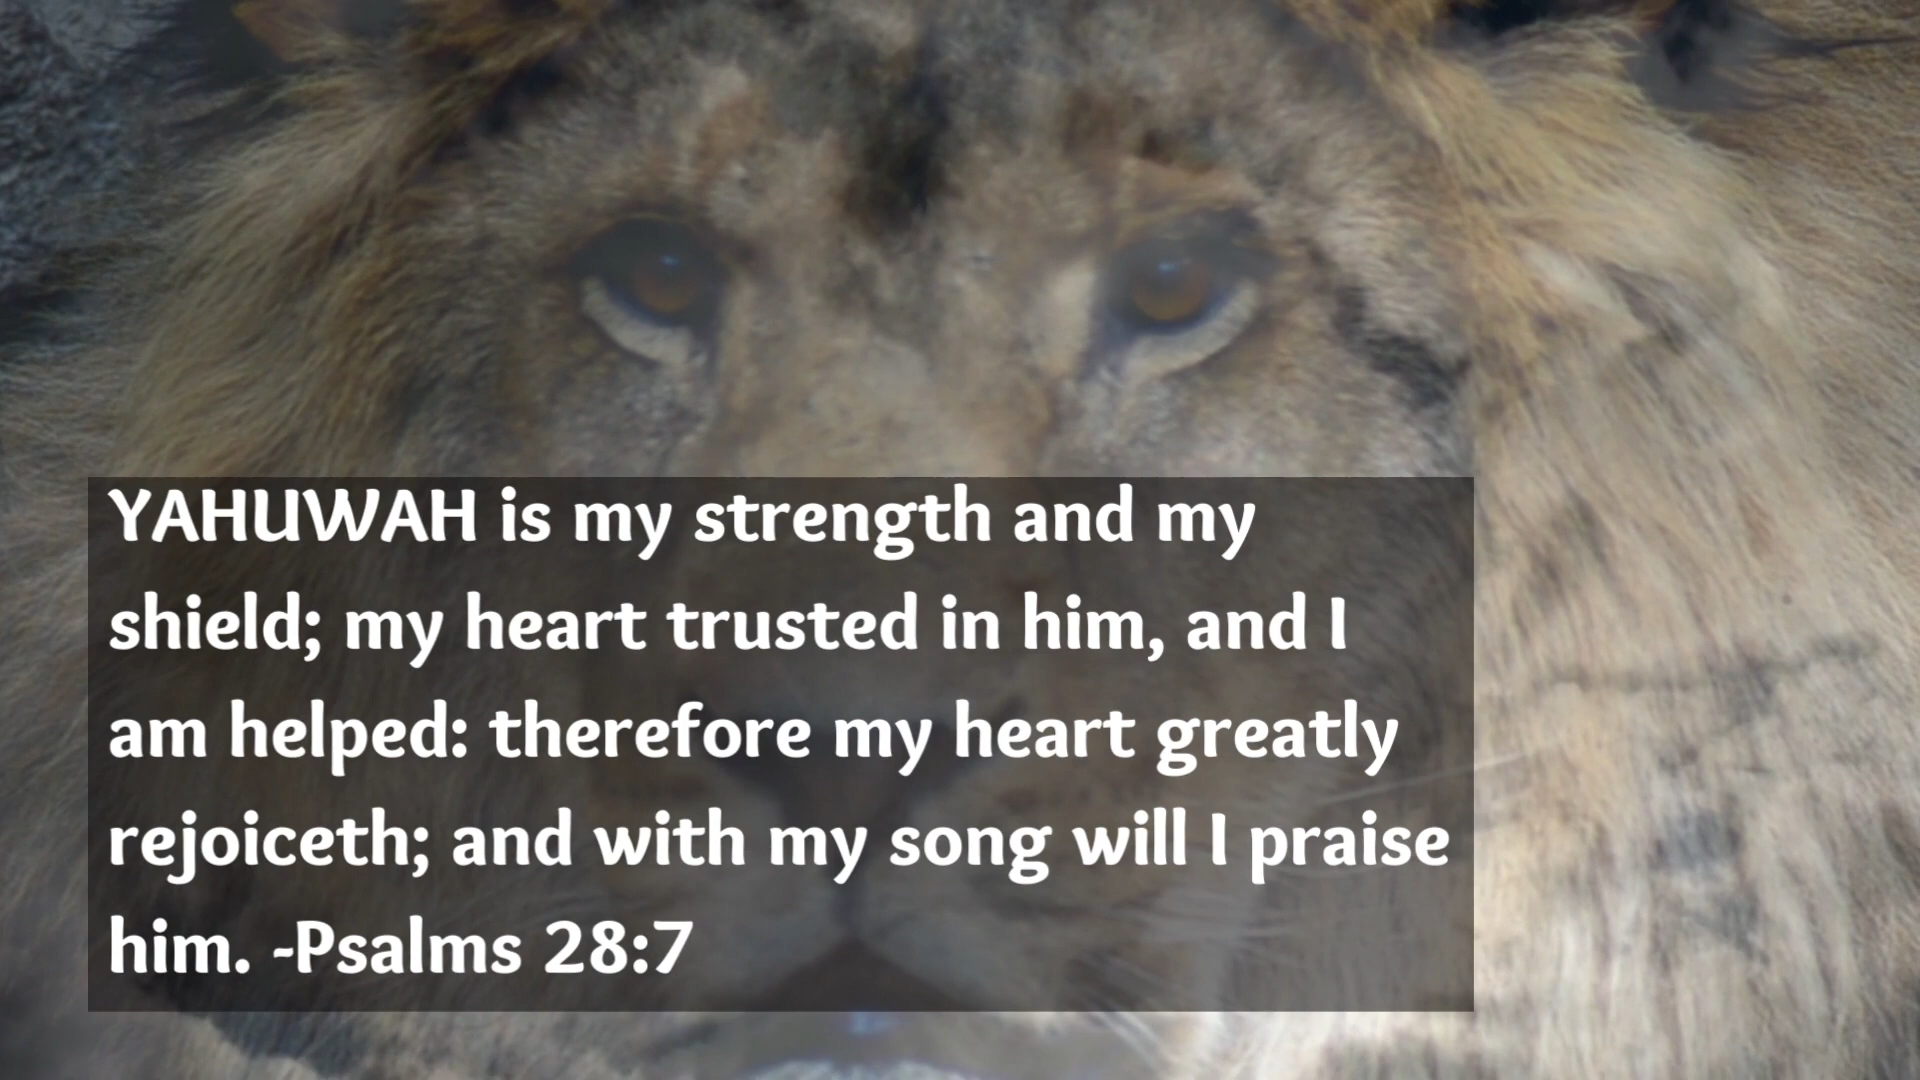 YAHUWAH is my strength and my
shield; my heart trusted in him, and I
am helped: therefore my heart greatly
rejoiceth; and with my song will I praise
him. -Psalms 28:7